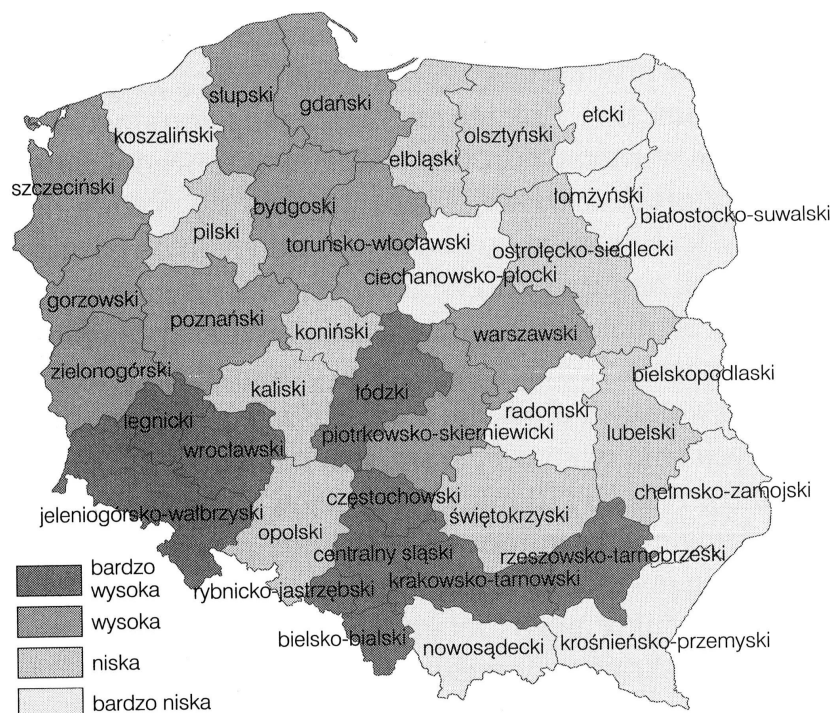 słupski
gdański
koszaliński
ełcki
olsztyński
elbląski
szczeciński
łomżyński
bydgoski
białostocko-suwalski
pilski
toruńsko-włocławski
ostrołęcko-siedlecki
ciechanowsko-płocki
gorzowski
poznański
koniński
warszawski
zielonogórski
bielskopodlaski
kaliski
łódzki
radomski
legnicki
piotrkowsko-skierniewicki
lubelski
wrocławski
chełmsko-zamojski
częstochowski
jeleniogórsko-wałbrzyski
świętokrzyski
opolski
centralny śląski
rzeszowsko-tarnobrzeski
krakowsko-tarnowski
rybnicko-jastrzębski
bielsko-bialski
nowosądecki
krośnieńsko-przemyski
bardzo
wysoka
wysoka
niska
bardzo niska